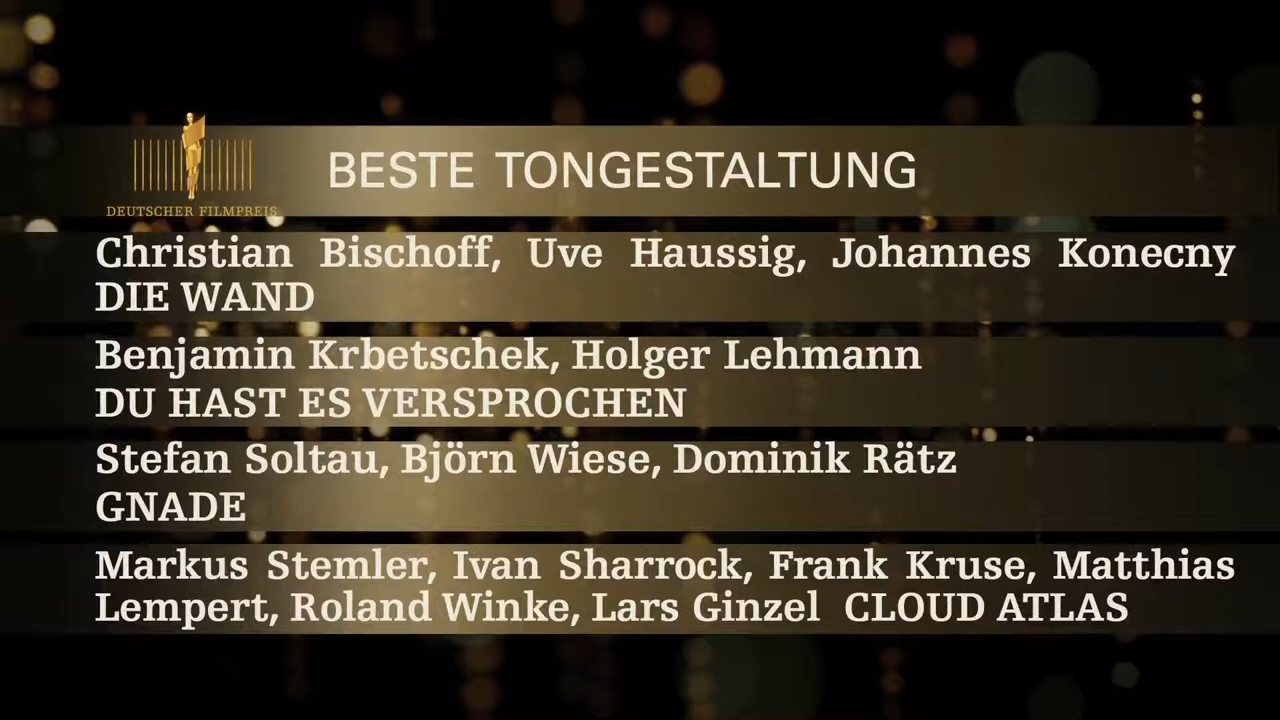 DEUTSCHER FILMPREIS
BESTE TONGESTALTUNG
Christian Bischoff, Uve Haussig, Johannes Konecny
DIE WAND
Benjamin Krbetschek, Holger Lehmann
DU HAST ES VERSPROCHEN
Stefan Soltau, Björn Wiese, Dominik Rätz
GNADE
Markus Stemler, Ivan Sharrock, Frank Kruse, Matthias
Lempert, Roland Winke, Lars Ginzel CLOUD ATLAS